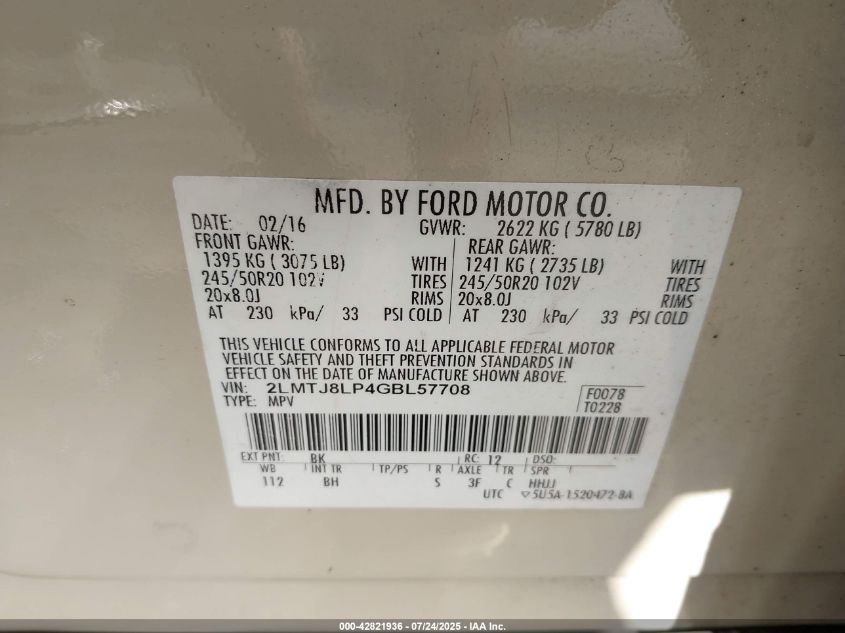 MFD. BY FORD MOTOR CO.
DATE: 02/16 GVWR: 2622 KG ( 5780 LB)
FRONT GAWR: REAR GAWR:
1395 KG ( 3075 LB) WITH 1241 KG ( 2735 LB) WITH
245/50R20 102V TIRES 245/50R20 102V TIRES
20x8.0J RIMS 20x8.0J RIMS
AT 230 kPa/ 33 PSI COLD AT 230 kPa/ 33 PSI COLD
THIS VEHICLE CONFORMS TO ALL APPLICABLE FEDERAL MOTOR
VEHICLE SAFETY AND THEFT PREVENTION STANDARDS IN
EFFECT ON THE DATE OF MANUFACTURE SHOWN ABOVE.
VIN: 2LMTJ8LP4GBL57708 F0078
TYPE: MPV T0228
EXT PNT: BK RC: 12 DSO:
WB INT TR TP/PS R AXLE TR SPR
112 BH S 3F C HHJJ
UTC ▽5U5A-1520472-8A
000-42821936 - 07/24/2025 - IAA Inc.